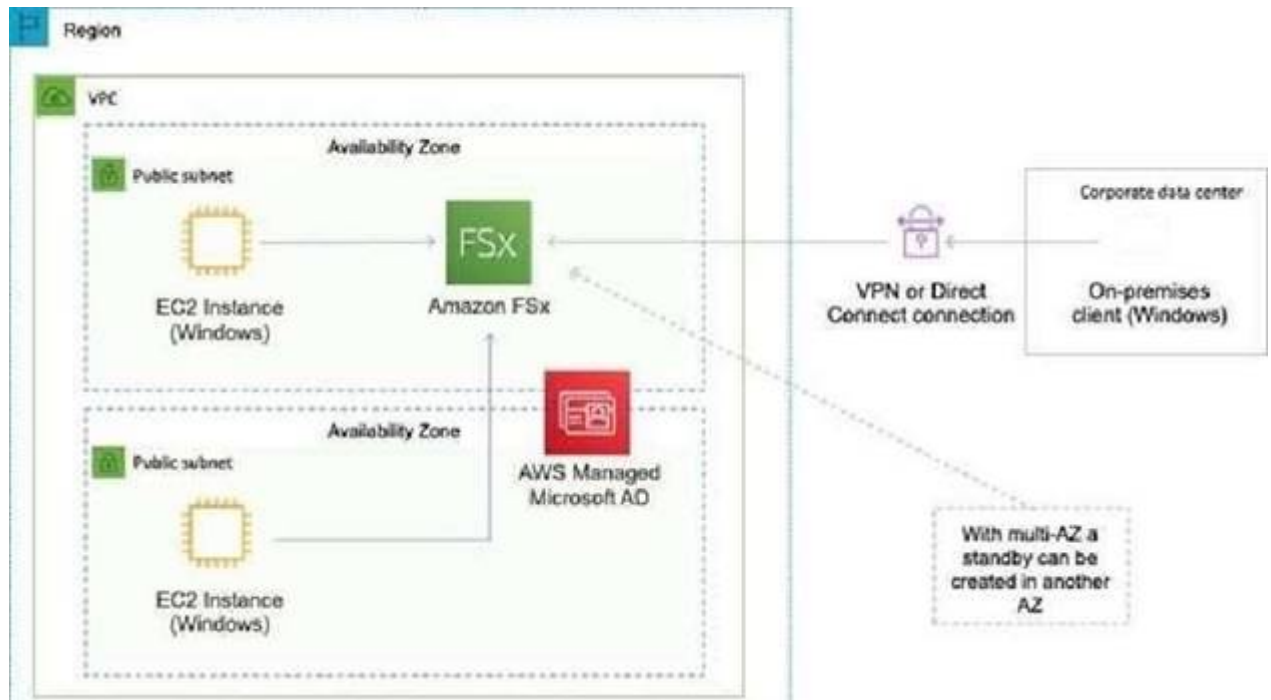 Region
VPC
Availability Zone
Public subnet
FSx
EC2 Instance
(Windows)
Amazon FSx
Availability Zone
Public subnet
AWS Managed
Microsoft AD
EC2 Instance
(Windows)
VPN or Direct
Connect connection
Corporate data center
On-premises
client (Windows)
With multi-AZ a
standby can be
created in another
AZ